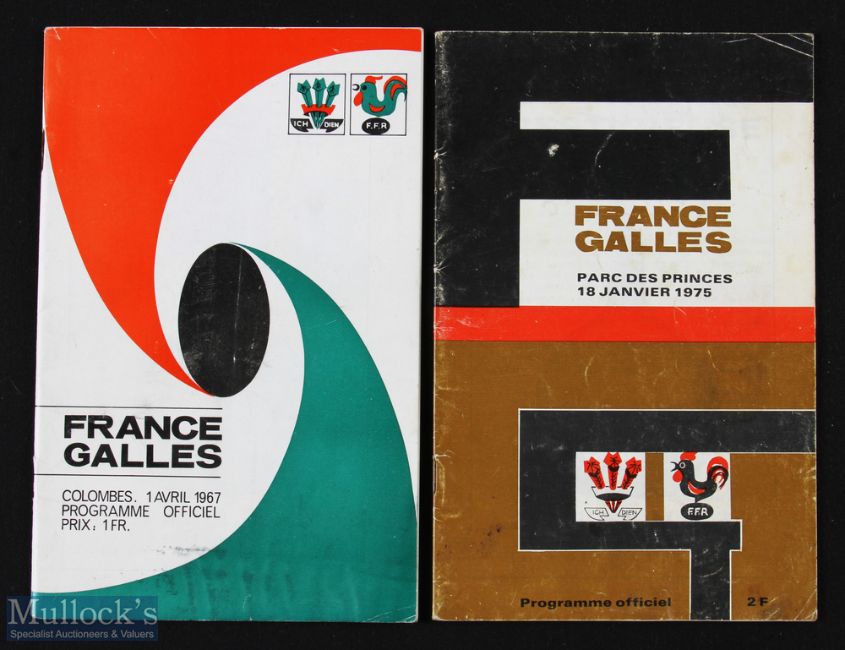 ICH DIEN
F.F.R
FRANCE
GALLES
COLOMBES. 1 AVRIL 1967
PROGRAMME OFFICIEL
PRIX: 1 FR.
FRANCE
GALLES
PARC DES PRINCES
18 JANVIER 1975
ICH DIEN
F.F.R
Programme officiel 2 F
Mullock's
Specialist Auctioneers & Valuers